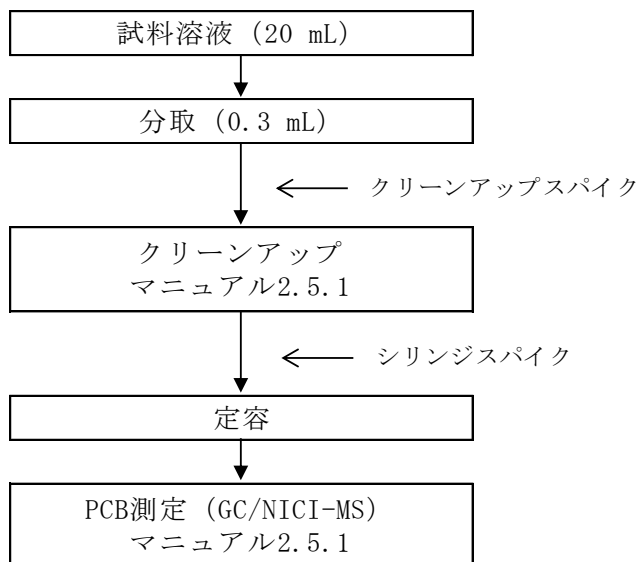 試料溶液 (20 mL)
分取 (0.3 mL)
クリーンアップスパイク
クリーンアップ
マニュアル2.5.1
シリンジスパイク
定容
PCB測定 (GC/NICI-MS)
マニュアル2.5.1